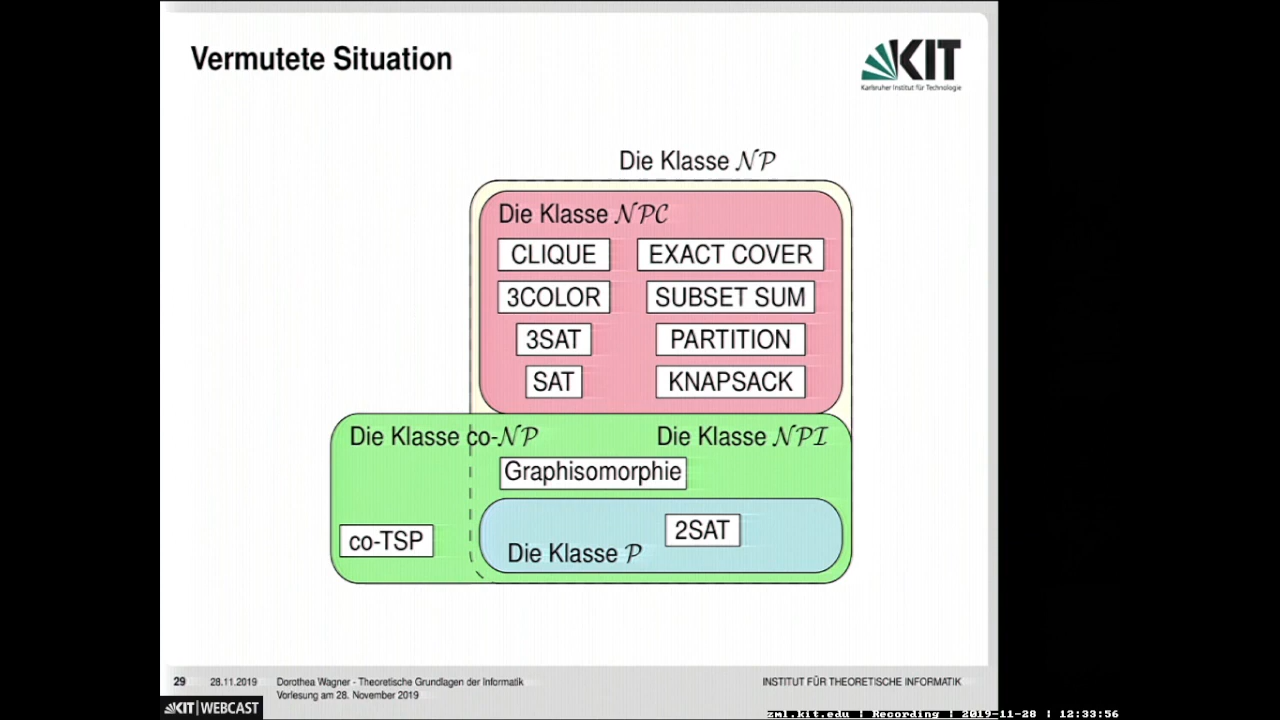 Vermutete Situation
KIT
Karlsruher Institut für Technologie
Die Klasse 𝒩𝒫
Die Klasse 𝒩𝒫𝒞
CLIQUE EXACT COVER
3COLOR SUBSET SUM
3SAT PARTITION
SAT KNAPSACK
Die Klasse co-𝒩𝒫 Die Klasse 𝒩𝒫ℐ
Graphisomorphie
2SAT
co-TSP
Die Klasse 𝒫
29 28.11.2019 Dorothea Wagner - Theoretische Grundlagen der Informatik INSTITUT FÜR THEORETISCHE INFORMATIK
Vorlesung am 28. November 2019
KIT | WEBCAST
zml.kit.edu | Recording | 2019-11-28 | 12:33:56